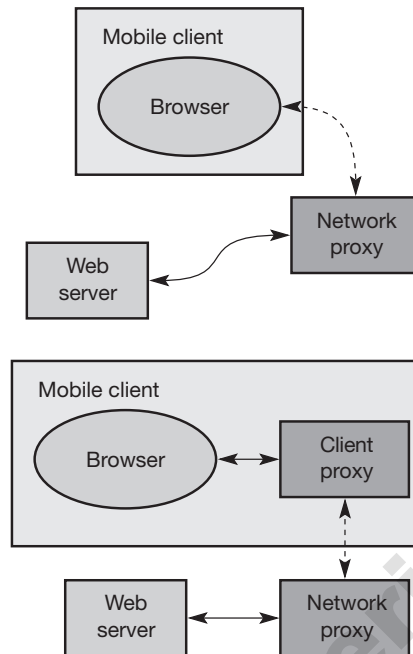 Mobile client
Browser
Network
proxy
Web
server
Mobile client
Browser
Client
proxy
Web
server
Network
proxy